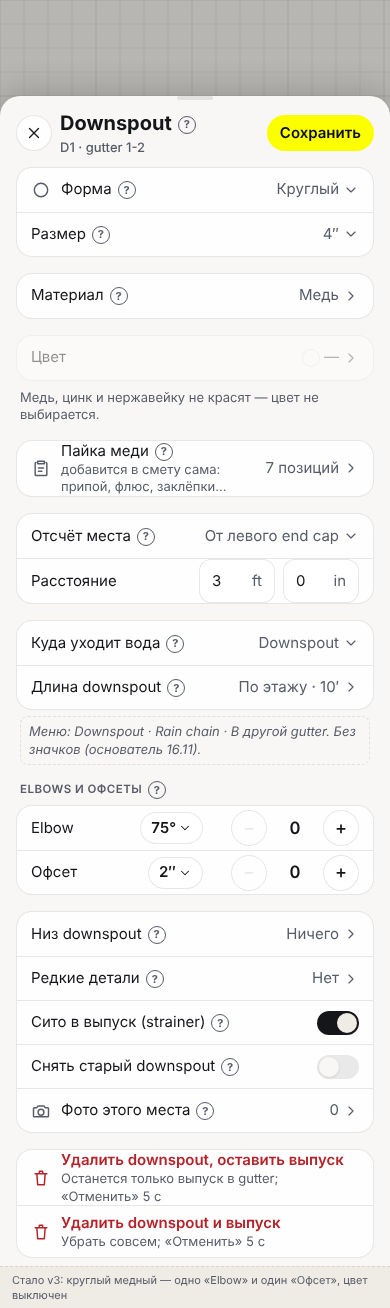 Downspout ?
D1 · gutter 1-2
Сохранить
Форма ? Круглый
Размер ? 4″
Материал ? Медь
Цвет —
Медь, цинк и нержавейку не красят — цвет не
выбирается.
Пайка меди ?
добавится в смету сама:
припой, флюс, заклёпки...
7 позиций
Отсчёт места ? От левого end cap
Расстояние 3 ft 0 in
Куда уходит вода ? Downspout
Длина downspout ? По этажу · 10′
Меню: Downspout · Rain chain · В другой gutter. Без
значков (основатель 16.11).
ELBOWS И ОФСЕТЫ ?
Elbow 75° − 0 +
Офсет 2″ − 0 +
Низ downspout ? Ничего
Редкие детали ? Нет
Сито в выпуск (strainer) ?
Снять старый downspout ?
Фото этого места ? 0
Удалить downspout, оставить выпуск
Останется только выпуск в gutter;
«Отменить» 5 с
Удалить downspout и выпуск
Убрать совсем; «Отменить» 5 с
Стало v3: круглый медный — одно «Elbow» и один «Офсет», цвет
выключен